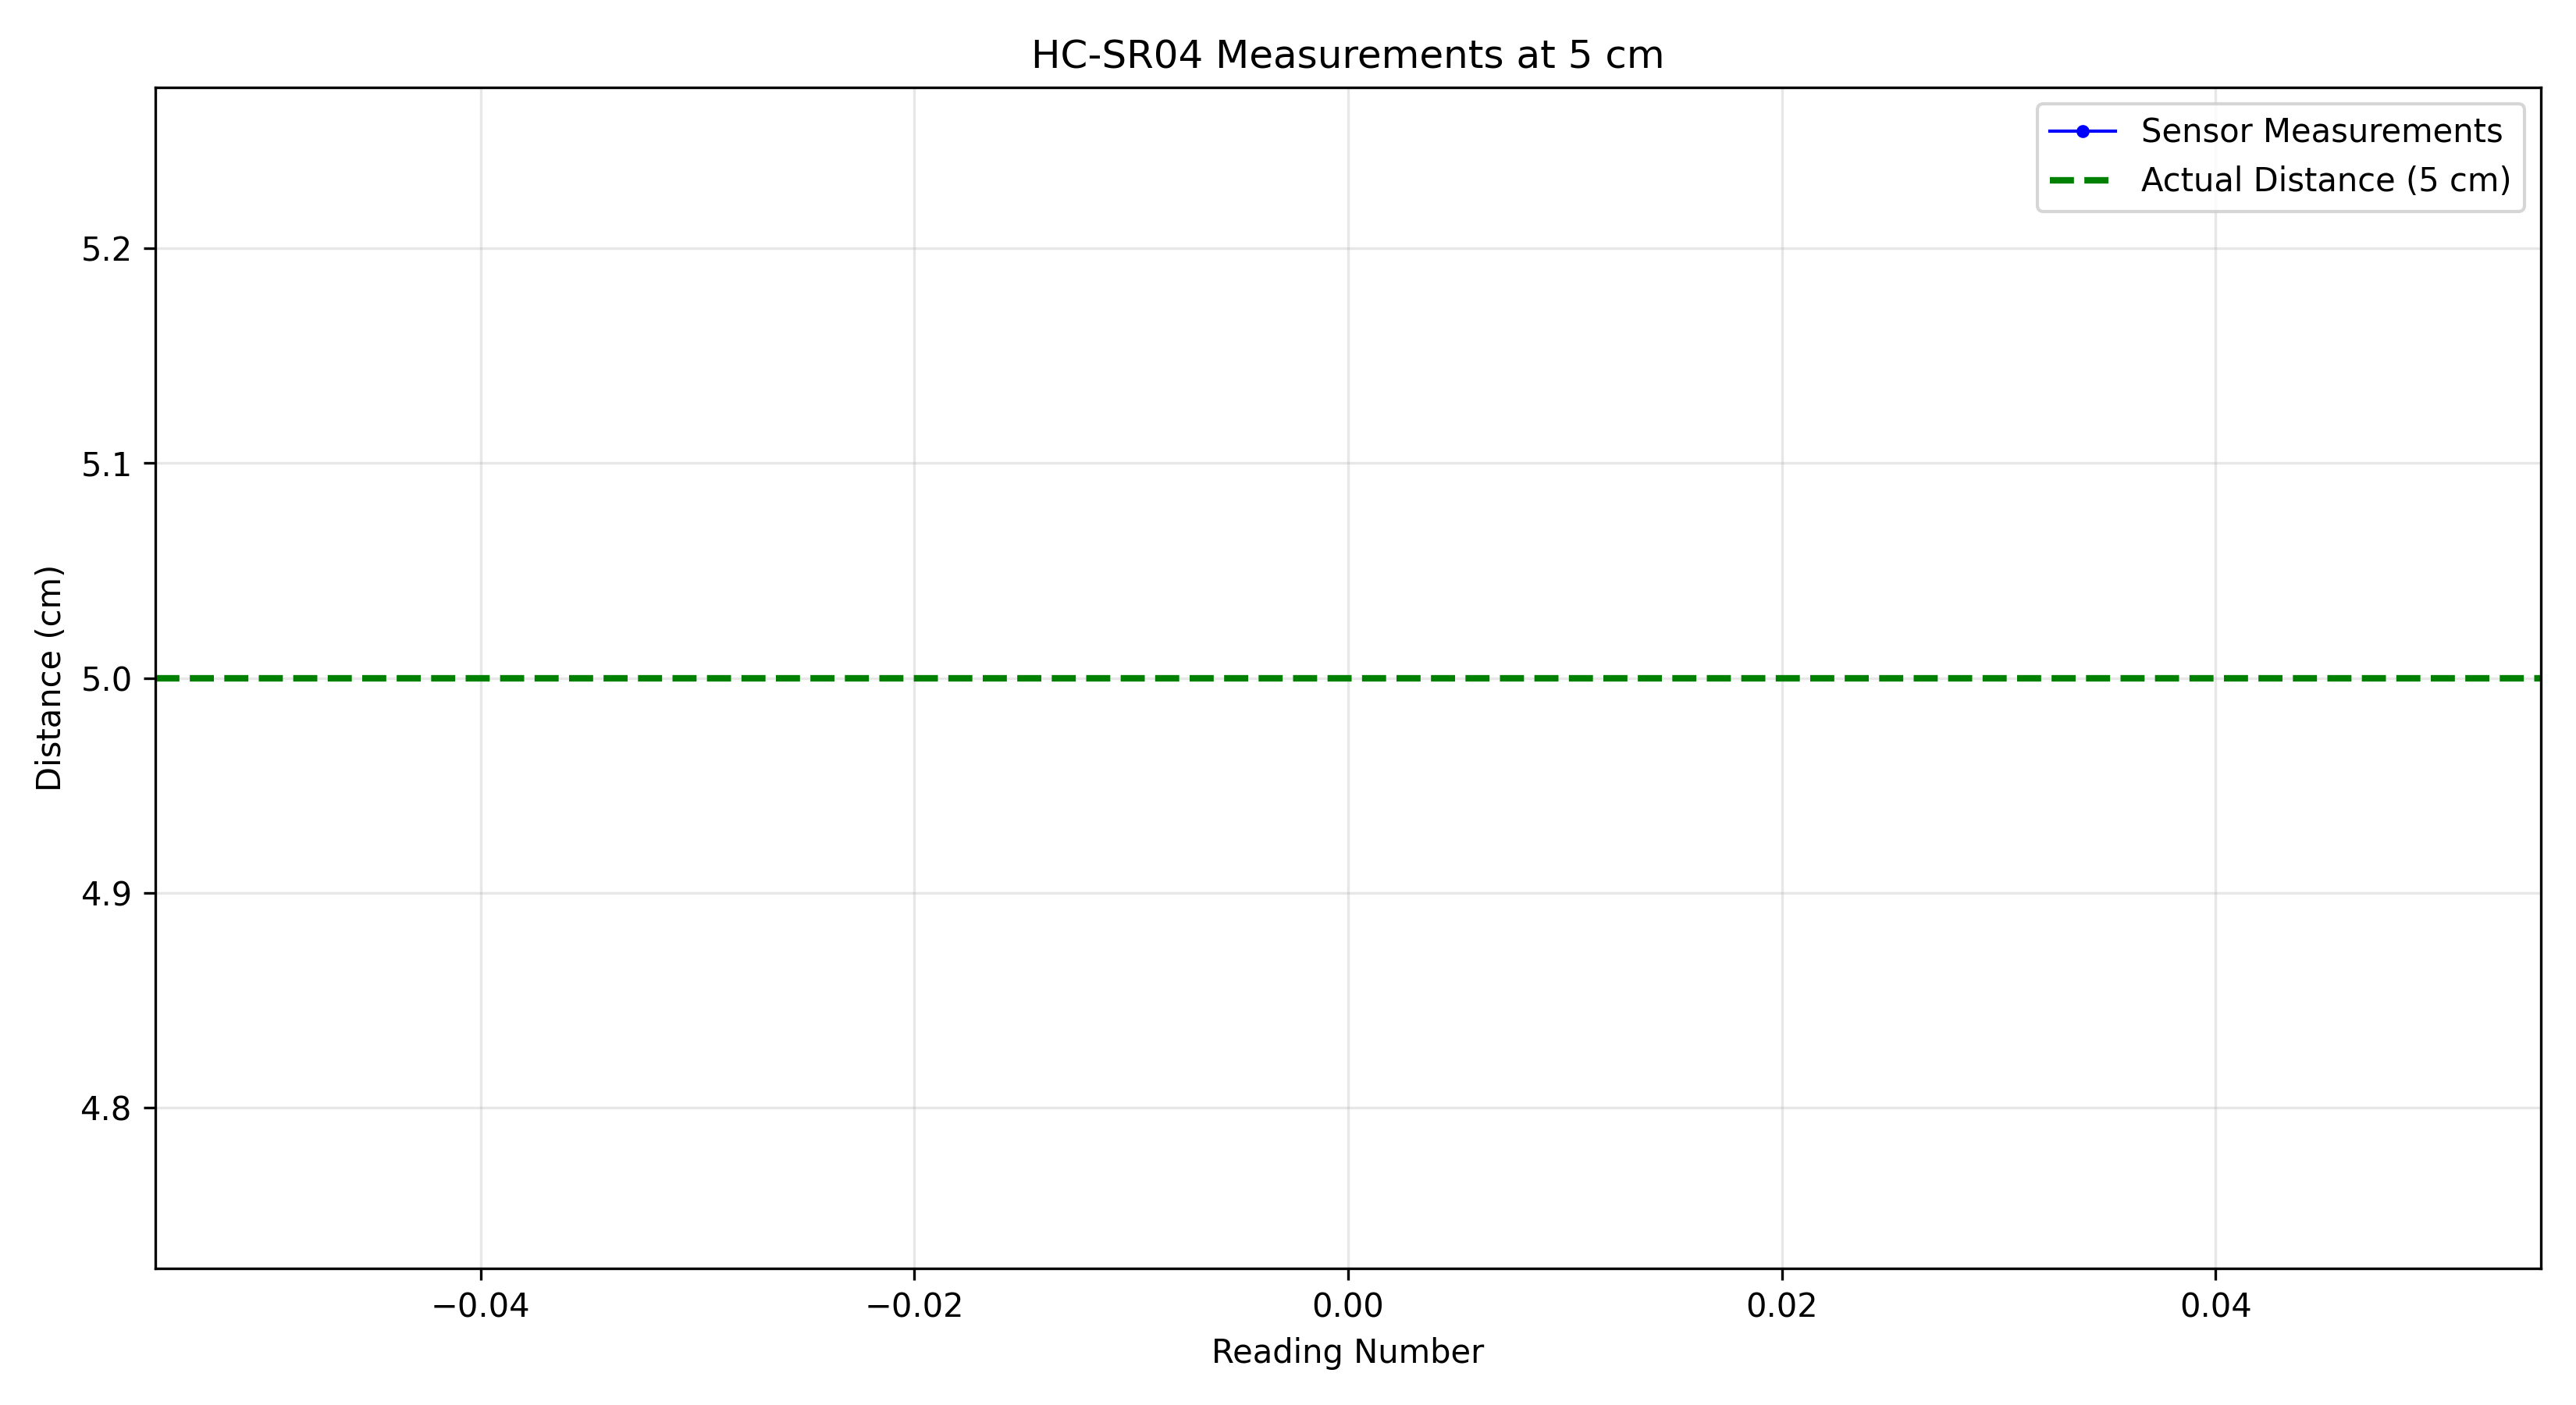 HC-SR04 Measurements at 5 cm
Sensor Measurements
Actual Distance (5 cm)
Distance (cm)
5.2
5.1
5.0
4.9
4.8
−0.04
−0.02
0.00
0.02
0.04
Reading Number